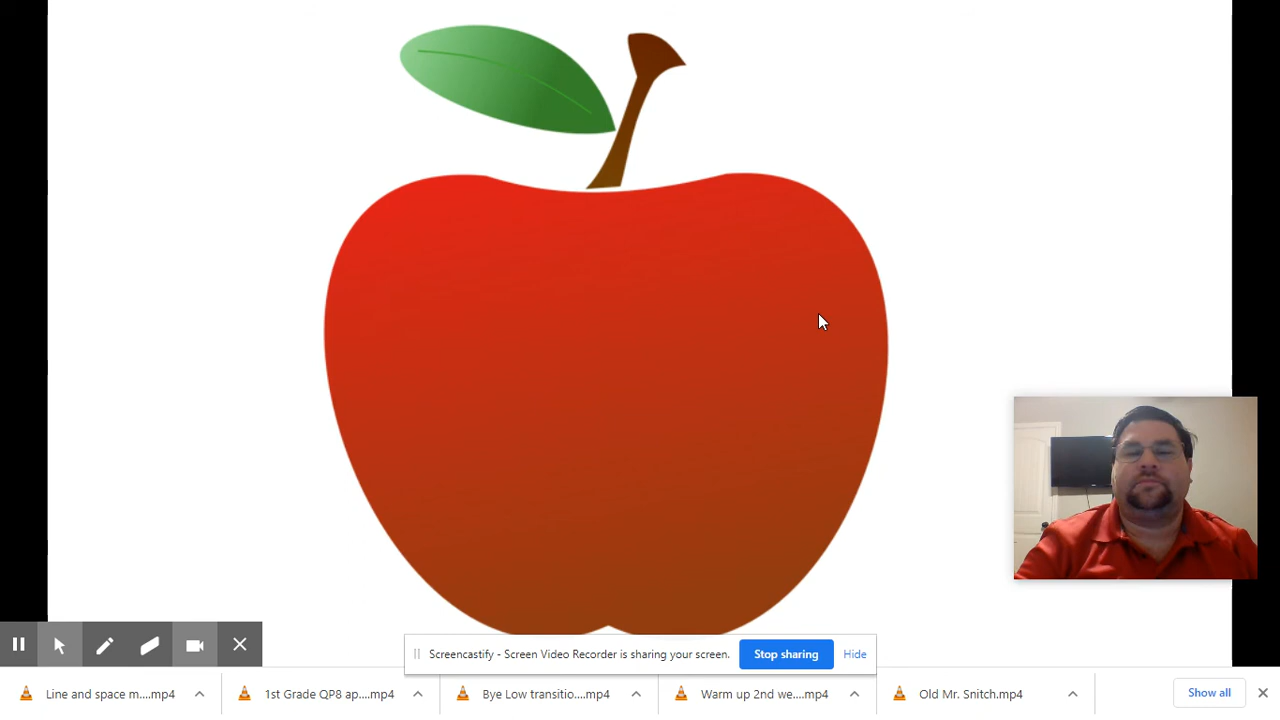 Screencastify - Screen Video Recorder is sharing your screen. Stop sharing Hide
Line and space m....mp4 1st Grade QP8 ap....mp4 Bye Low transitio....mp4 Warm up 2nd we....mp4 Old Mr. Snitch.mp4 Show all